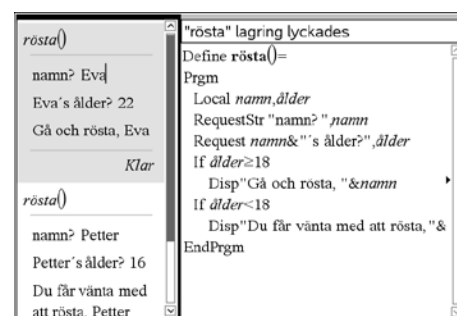 rösta()
namn? Eva
Eva´s ålder? 22
Gå och rösta, Eva
Klar
rösta()
namn? Petter
Petter´s ålder? 16
Du får vänta med
att rösta, Petter
"rösta" lagring lyckades
Define rösta()=
Prgm
Local namn,ålder
RequestStr "namn? ",namn
Request namn&"´s ålder?",ålder
If ålder≥18
Disp"Gå och rösta, "&namn
If ålder<18
Disp"Du får vänta med att rösta, "&
EndPrgm